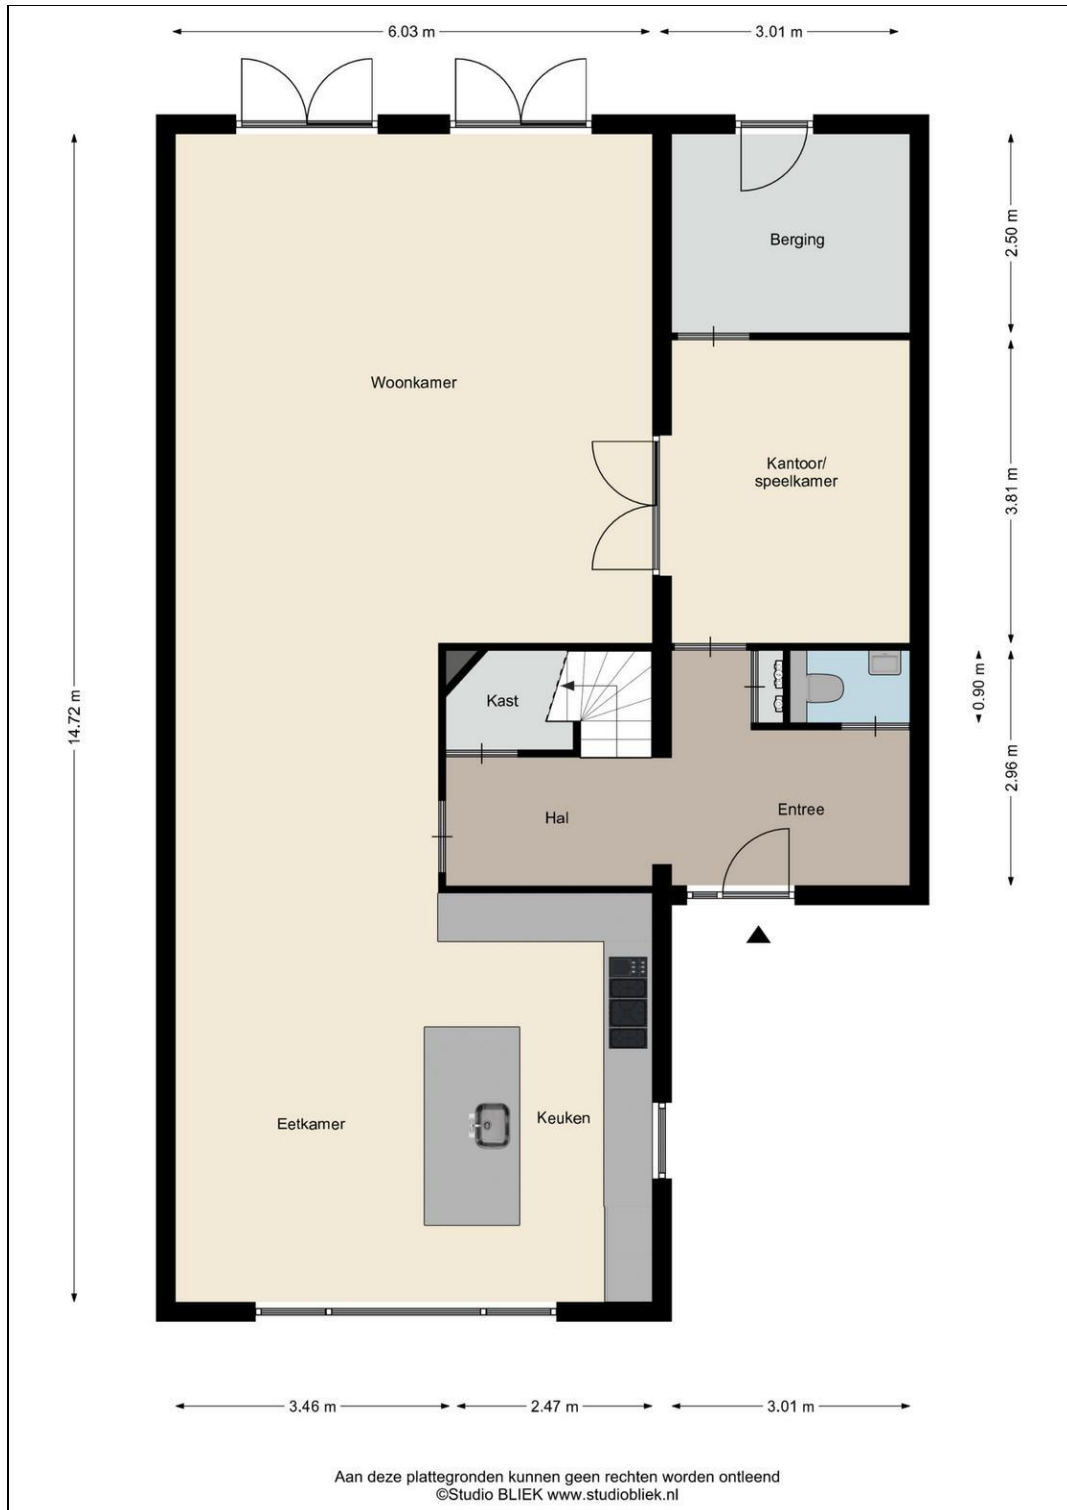 6.03 m
3.01 m
2.50 m
Berging
Woonkamer
Kantoor/
speelkamer
3.81 m
14.72 m
0.90 m
Kast
2.96 m
Hal
Entree
Eetkamer
Keuken
3.46 m
2.47 m
3.01 m
Aan deze plattegronden kunnen geen rechten worden ontleend
©Studio BLIEK www.studiobliek.nl